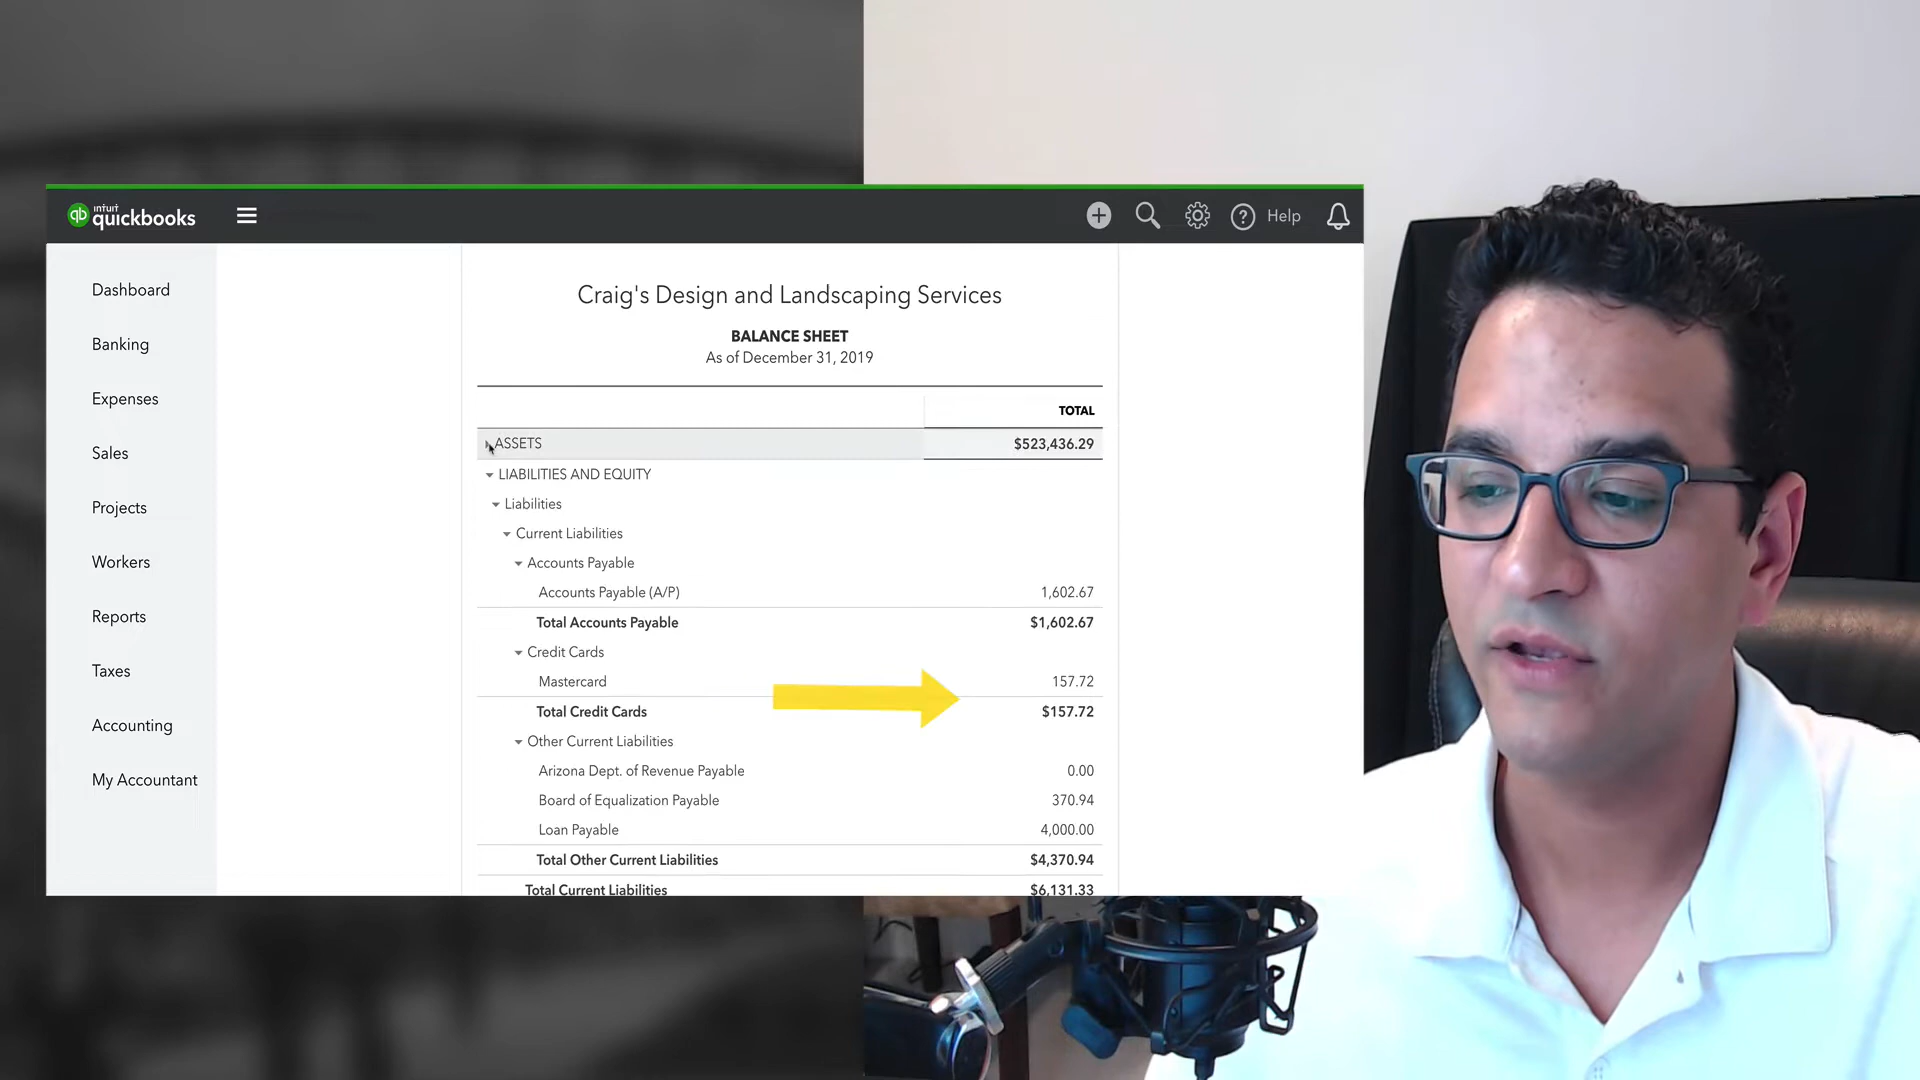 intuit
quickbooks
Help
Dashboard
Banking
Expenses
Sales
Projects
Workers
Reports
Taxes
Accounting
My Accountant
Craig's Design and Landscaping Services
BALANCE SHEET
As of December 31, 2019
TOTAL
ASSETS $523,436.29
LIABILITIES AND EQUITY
Liabilities
Current Liabilities
Accounts Payable
Accounts Payable (A/P) 1,602.67
Total Accounts Payable $1,602.67
Credit Cards
Mastercard 157.72
Total Credit Cards $157.72
Other Current Liabilities
Arizona Dept. of Revenue Payable 0.00
Board of Equalization Payable 370.94
Loan Payable 4,000.00
Total Other Current Liabilities $4,370.94
Total Current Liabilities $6,131.33